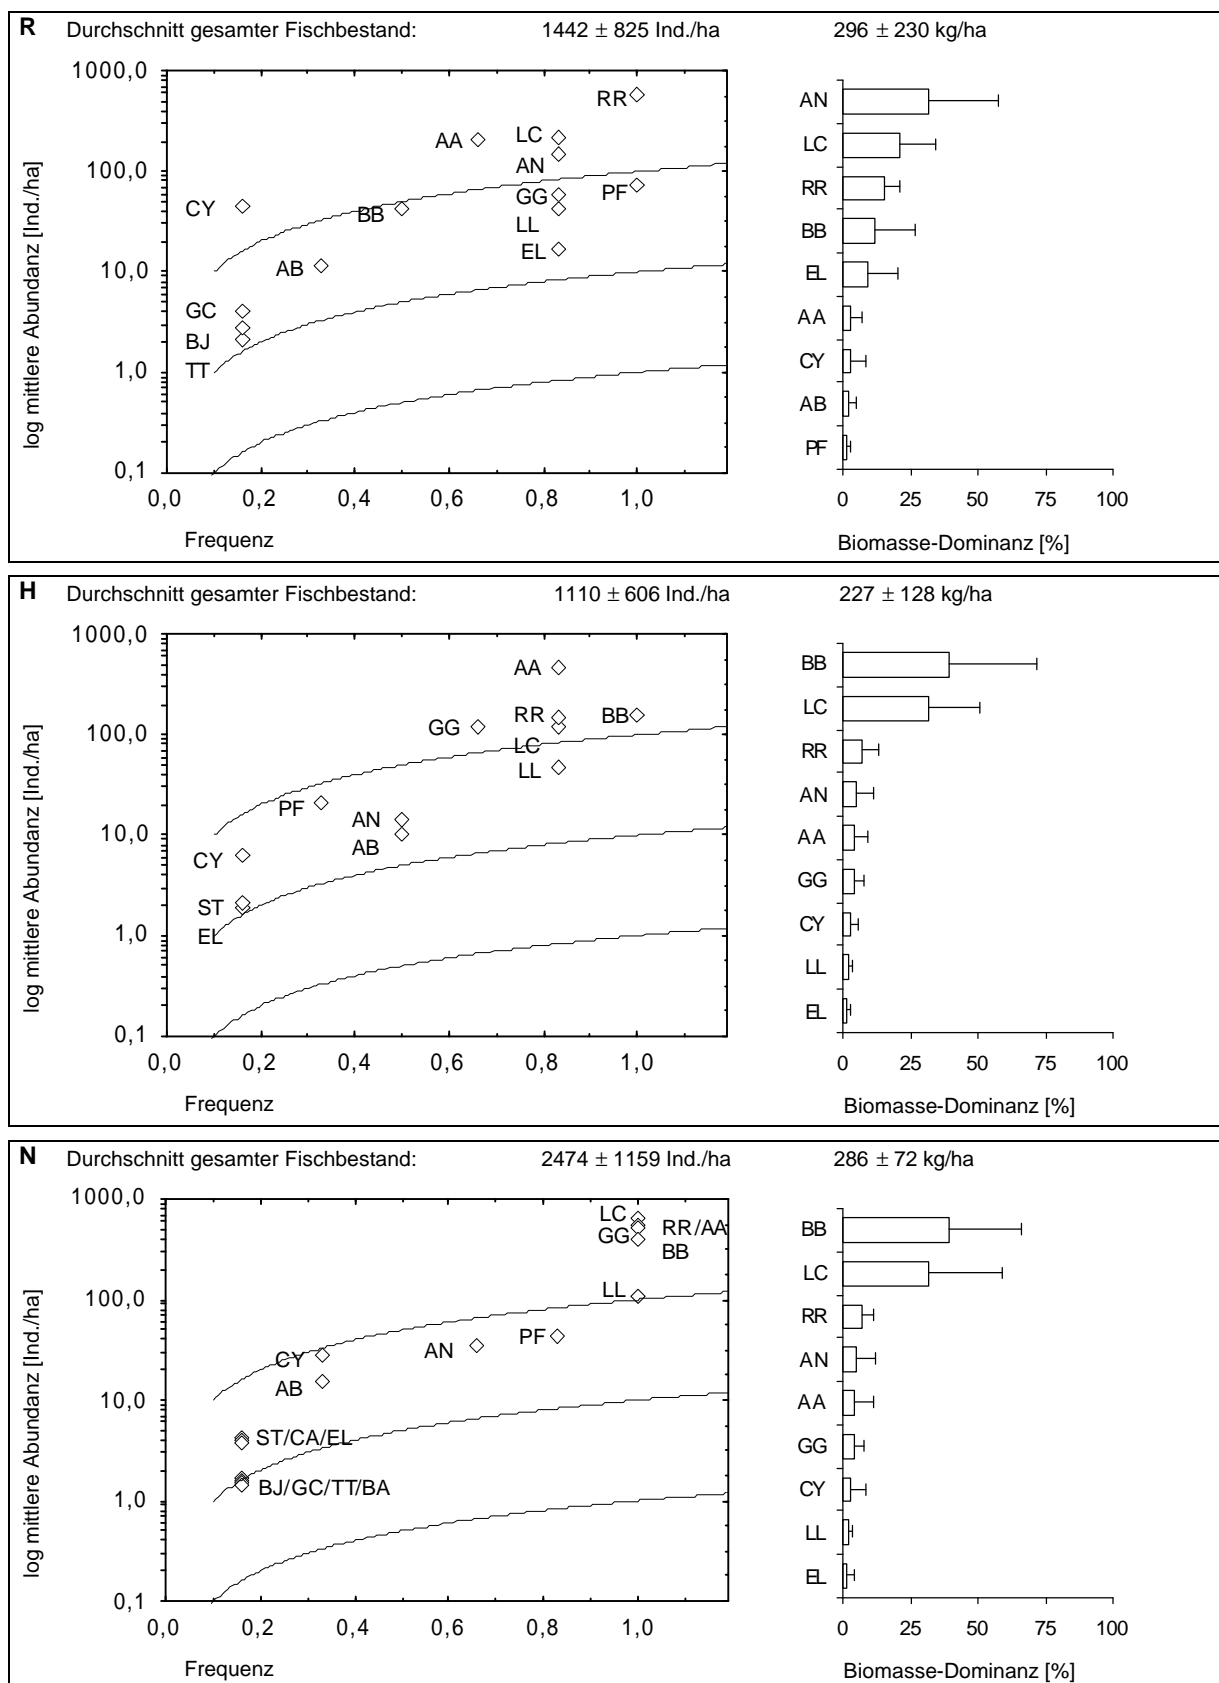 R Durchschnitt gesamter Fischbestand: 1442 ± 825 Ind./ha 296 ± 230 kg/ha
log mittlere Abundanz [Ind./ha]
1000,0
100,0
10,0
1,0
0,1
RR
AA
LC
AN
PF
GG
CY
BB
LL
EL
AB
GC
BJ
TT
0,0 0,2 0,4 0,6 0,8 1,0
Frequenz
AN
LC
RR
BB
EL
AA
CY
AB
PF
0 25 50 75 100
Biomasse-Dominanz [%]
H Durchschnitt gesamter Fischbestand: 1110 ± 606 Ind./ha 227 ± 128 kg/ha
log mittlere Abundanz [Ind./ha]
1000,0
100,0
10,0
1,0
0,1
AA
RR
BB
GG
LC
LL
PF
AN
AB
CY
ST
EL
0,0 0,2 0,4 0,6 0,8 1,0
Frequenz
BB
LC
RR
AN
AA
GG
CY
LL
EL
0 25 50 75 100
Biomasse-Dominanz [%]
N Durchschnitt gesamter Fischbestand: 2474 ± 1159 Ind./ha 286 ± 72 kg/ha
log mittlere Abundanz [Ind./ha]
1000,0
100,0
10,0
1,0
0,1
LC
RR/AA
GG
BB
LL
PF
AN
CY
AB
ST/CA/EL
BJ/GC/TT/BA
0,0 0,2 0,4 0,6 0,8 1,0
Frequenz
BB
LC
RR
AN
AA
GG
CY
LL
EL
0 25 50 75 100
Biomasse-Dominanz [%]